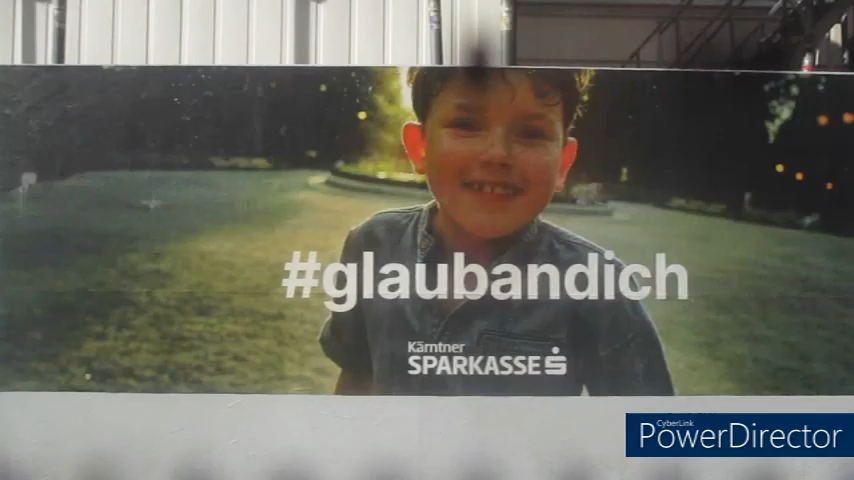 #glaubandich
Kärntner
SPARKASSE
CyberLink
PowerDirector